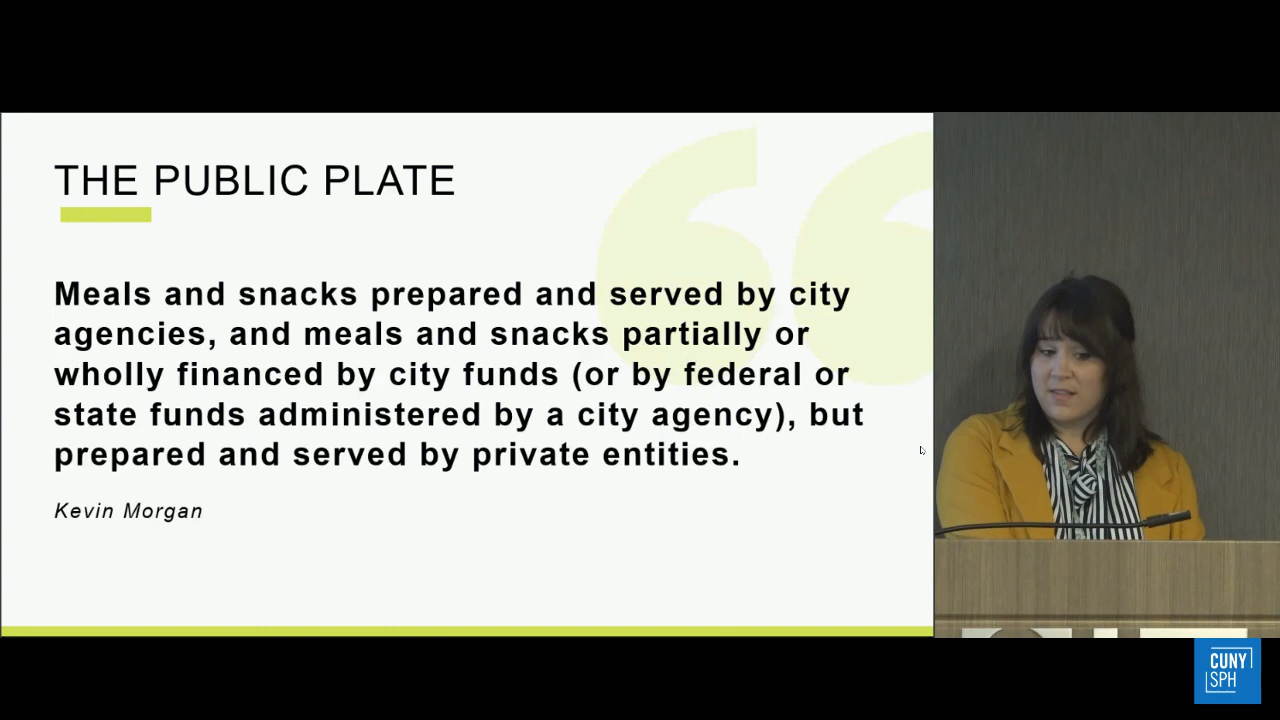 THE PUBLIC PLATE
Meals and snacks prepared and served by city
agencies, and meals and snacks partially or
wholly financed by city funds (or by federal or
state funds administered by a city agency), but
prepared and served by private entities.
Kevin Morgan
CUNY
SPH